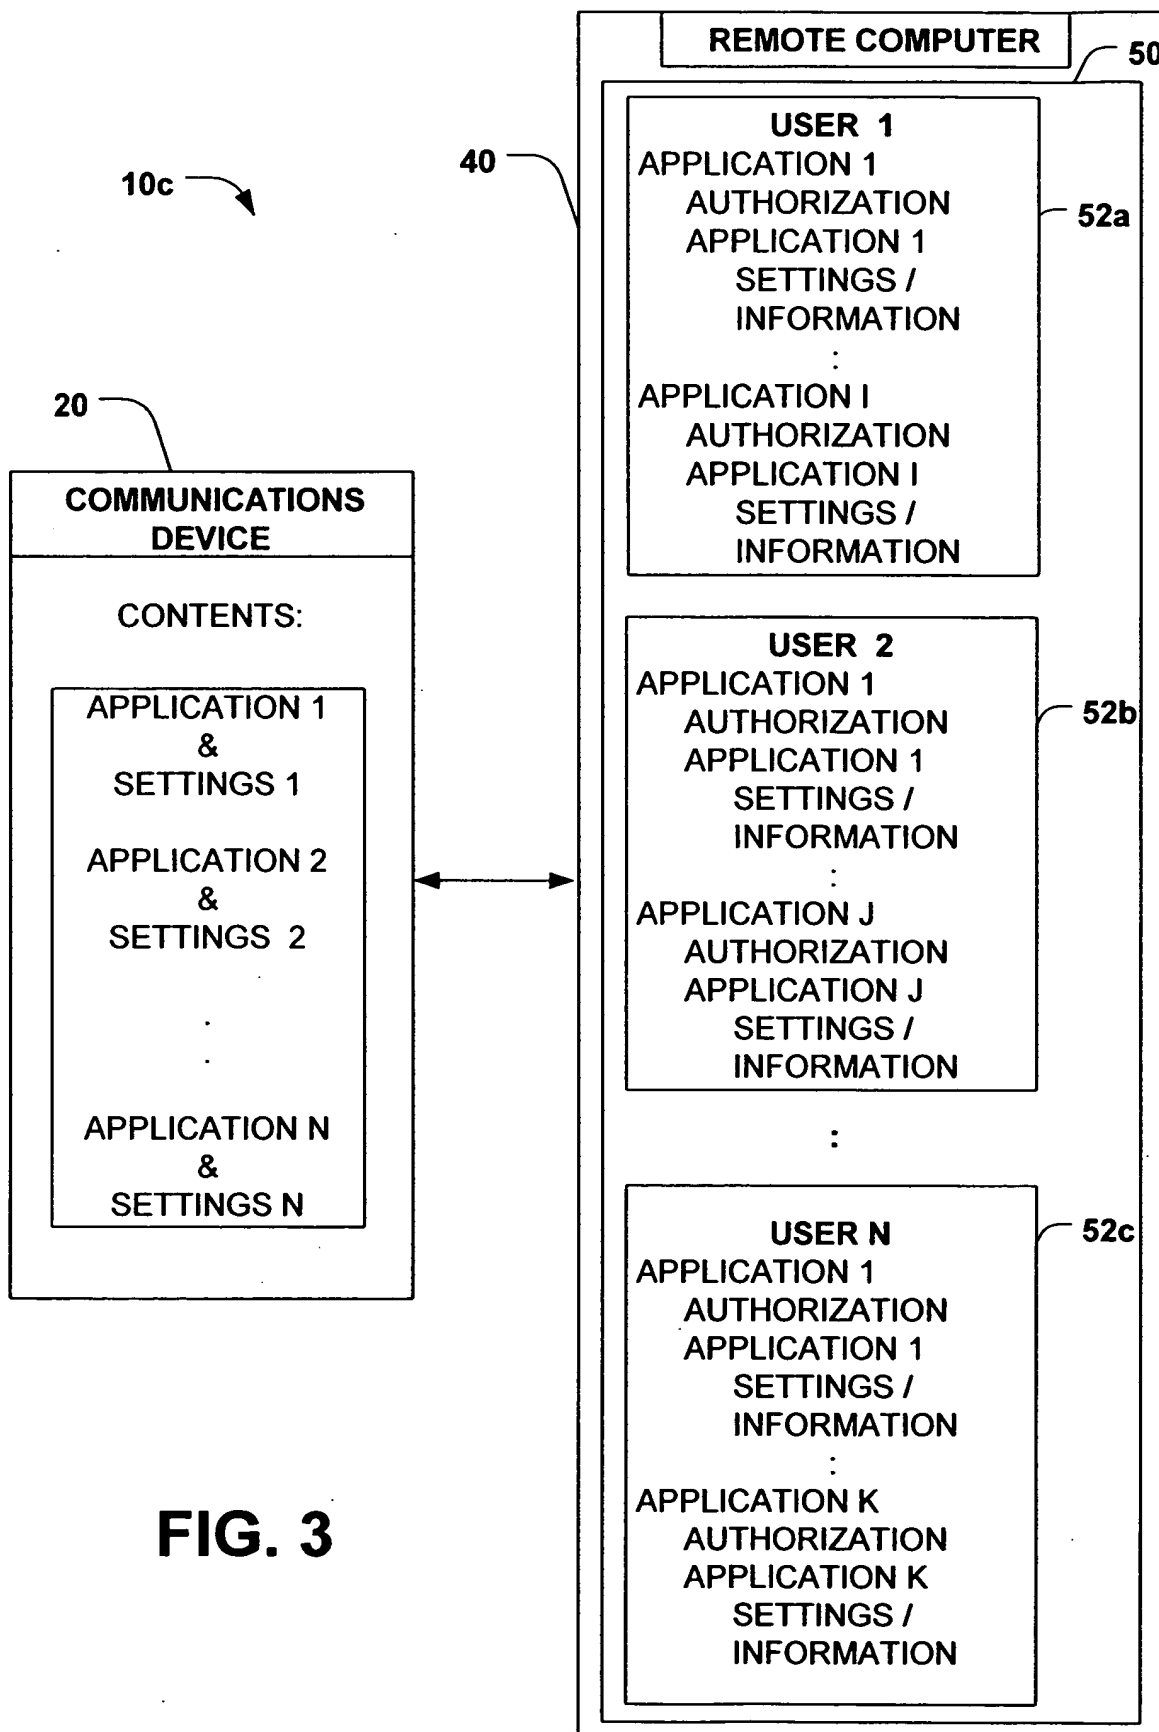 REMOTE COMPUTER
50
USER 1
APPLICATION 1
AUTHORIZATION
APPLICATION 1
SETTINGS /
INFORMATION
:
APPLICATION I
AUTHORIZATION
APPLICATION I
SETTINGS /
INFORMATION
52a
40
10c
20
COMMUNICATIONS
DEVICE
CONTENTS:
APPLICATION 1
&
SETTINGS 1
APPLICATION 2
&
SETTINGS 2
.
.
APPLICATION N
&
SETTINGS N
USER 2
APPLICATION 1
AUTHORIZATION
APPLICATION 1
SETTINGS /
INFORMATION
:
APPLICATION J
AUTHORIZATION
APPLICATION J
SETTINGS /
INFORMATION
52b
:
USER N
APPLICATION 1
AUTHORIZATION
APPLICATION 1
SETTINGS /
INFORMATION
:
APPLICATION K
AUTHORIZATION
APPLICATION K
SETTINGS /
INFORMATION
52c
FIG. 3